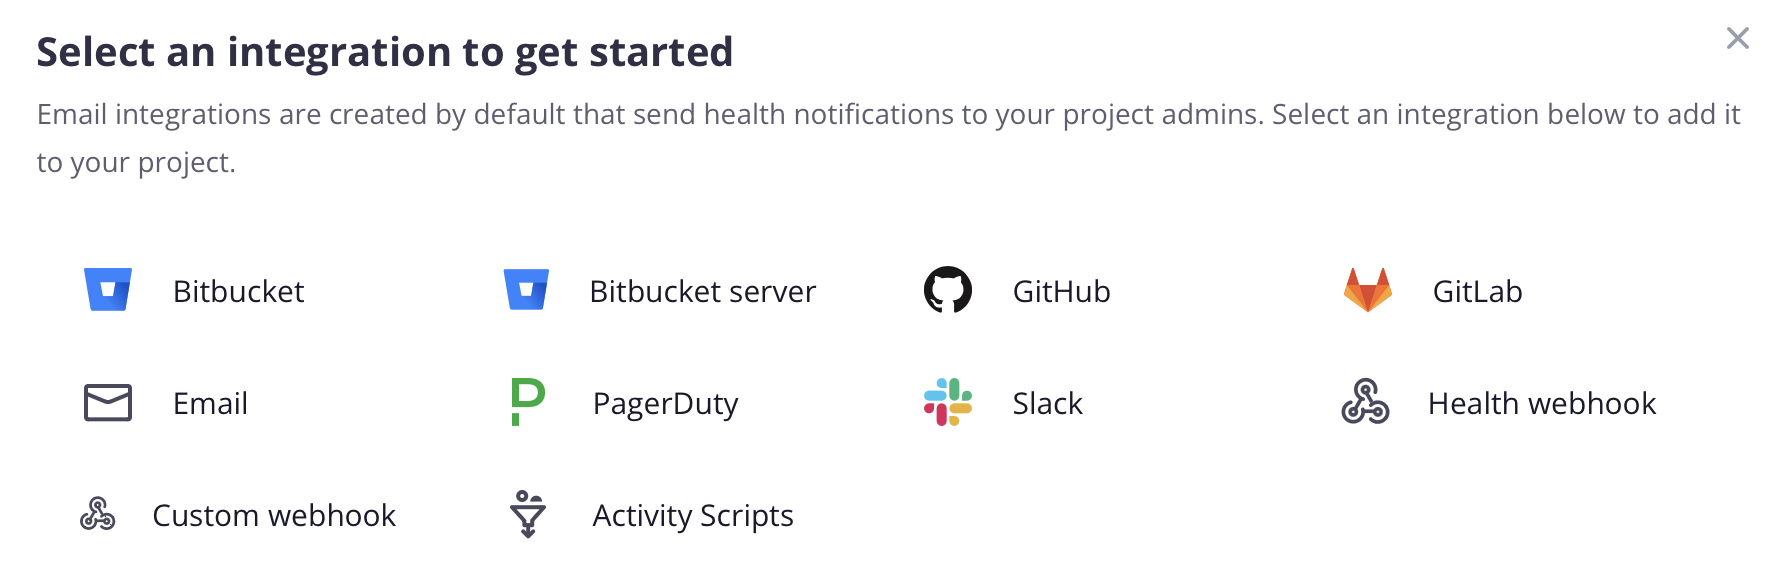 Select an integration to get started
Email integrations are created by default that send health notifications to your project admins. Select an integration below to add it
to your project.
Bitbucket
Bitbucket server
GitHub
GitLab
Email
PagerDuty
Slack
Health webhook
Custom webhook
Activity Scripts